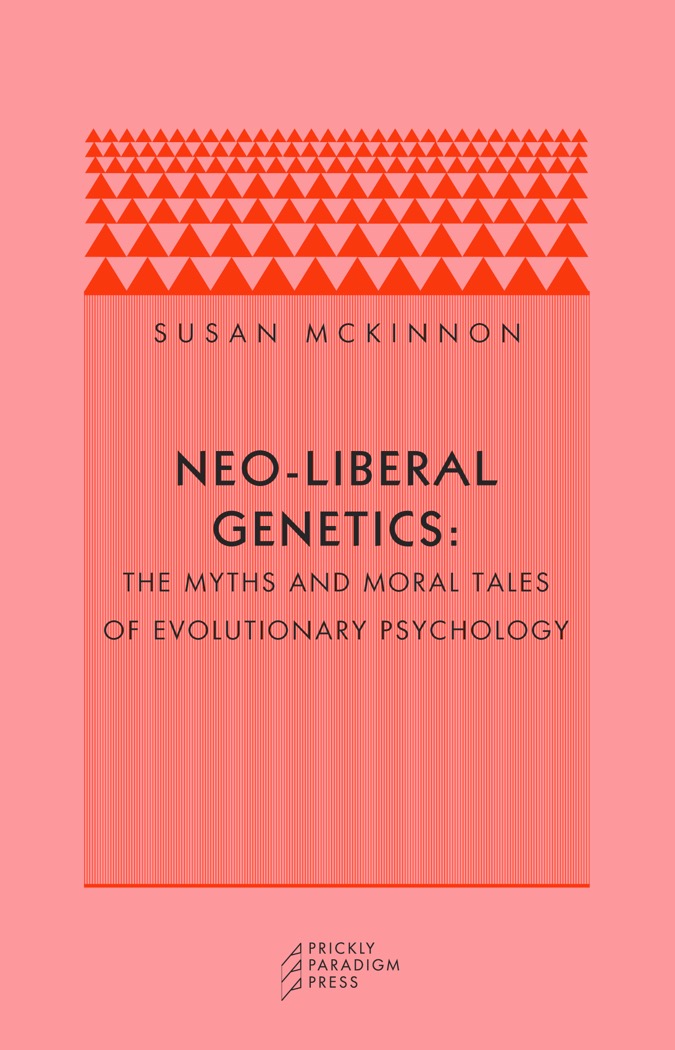 SUSAN MCKINNON
NEO-LIBERAL
GENETICS:
THE MYTHS AND MORAL TALES
OF EVOLUTIONARY PSYCHOLOGY
PRICKLY
PARADIGM
PRESS